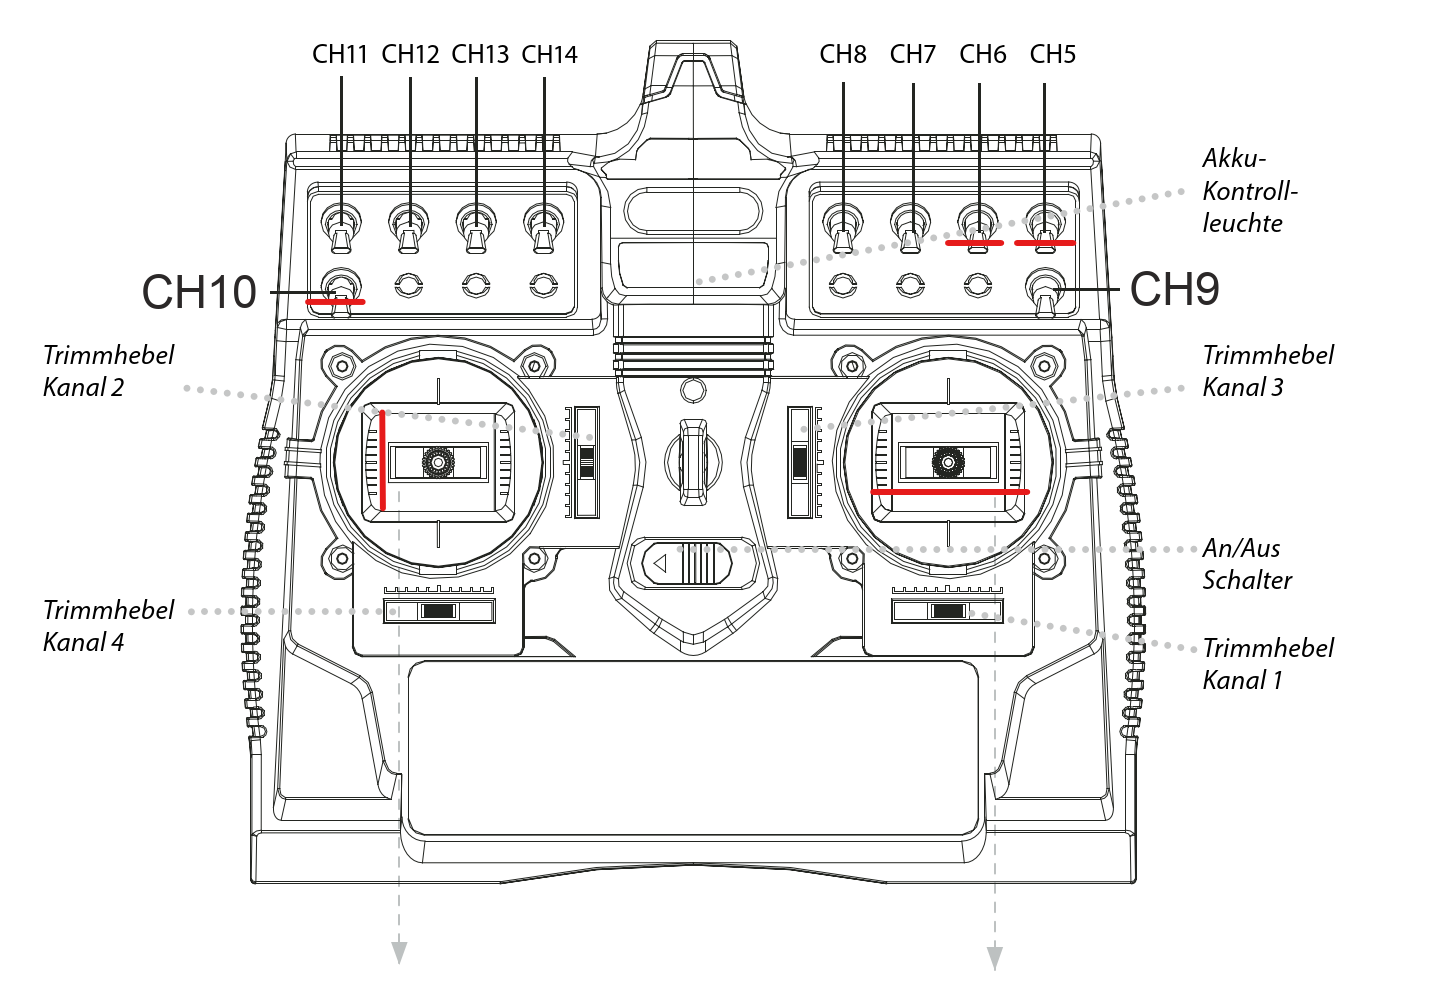 CH11 CH12 CH13 CH14 CH8 CH7 CH6 CH5
Akku-
Kontroll-
leuchte
CH10
CH9
Trimmhebel
Kanal 2
Trimmhebel
Kanal 3
An/Aus
Schalter
Trimmhebel
Kanal 4
Trimmhebel
Kanal 1